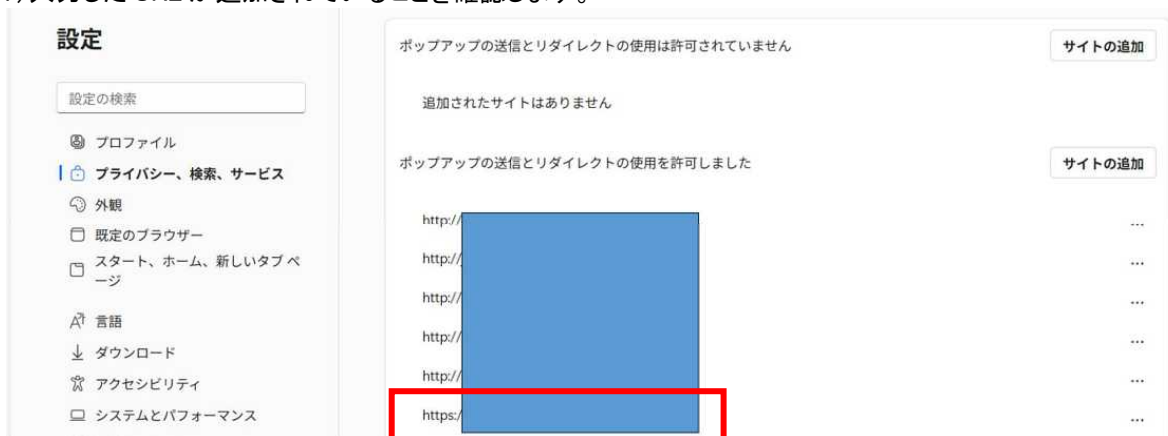 設定
設定の検索
プロファイル
プライバシー、検索、サービス
外観
既定のブラウザー
スタート、ホーム、新しいタブ ペ
ージ
言語
ダウンロード
アクセシビリティ
システムとパフォーマンス
ポップアップの送信とリダイレクトの使用は許可されていません
サイトの追加
追加されたサイトはありません
ポップアップの送信とリダイレクトの使用を許可しました
サイトの追加
http://
...
http://
...
http://
...
http://
...
http://
...
https:/
...